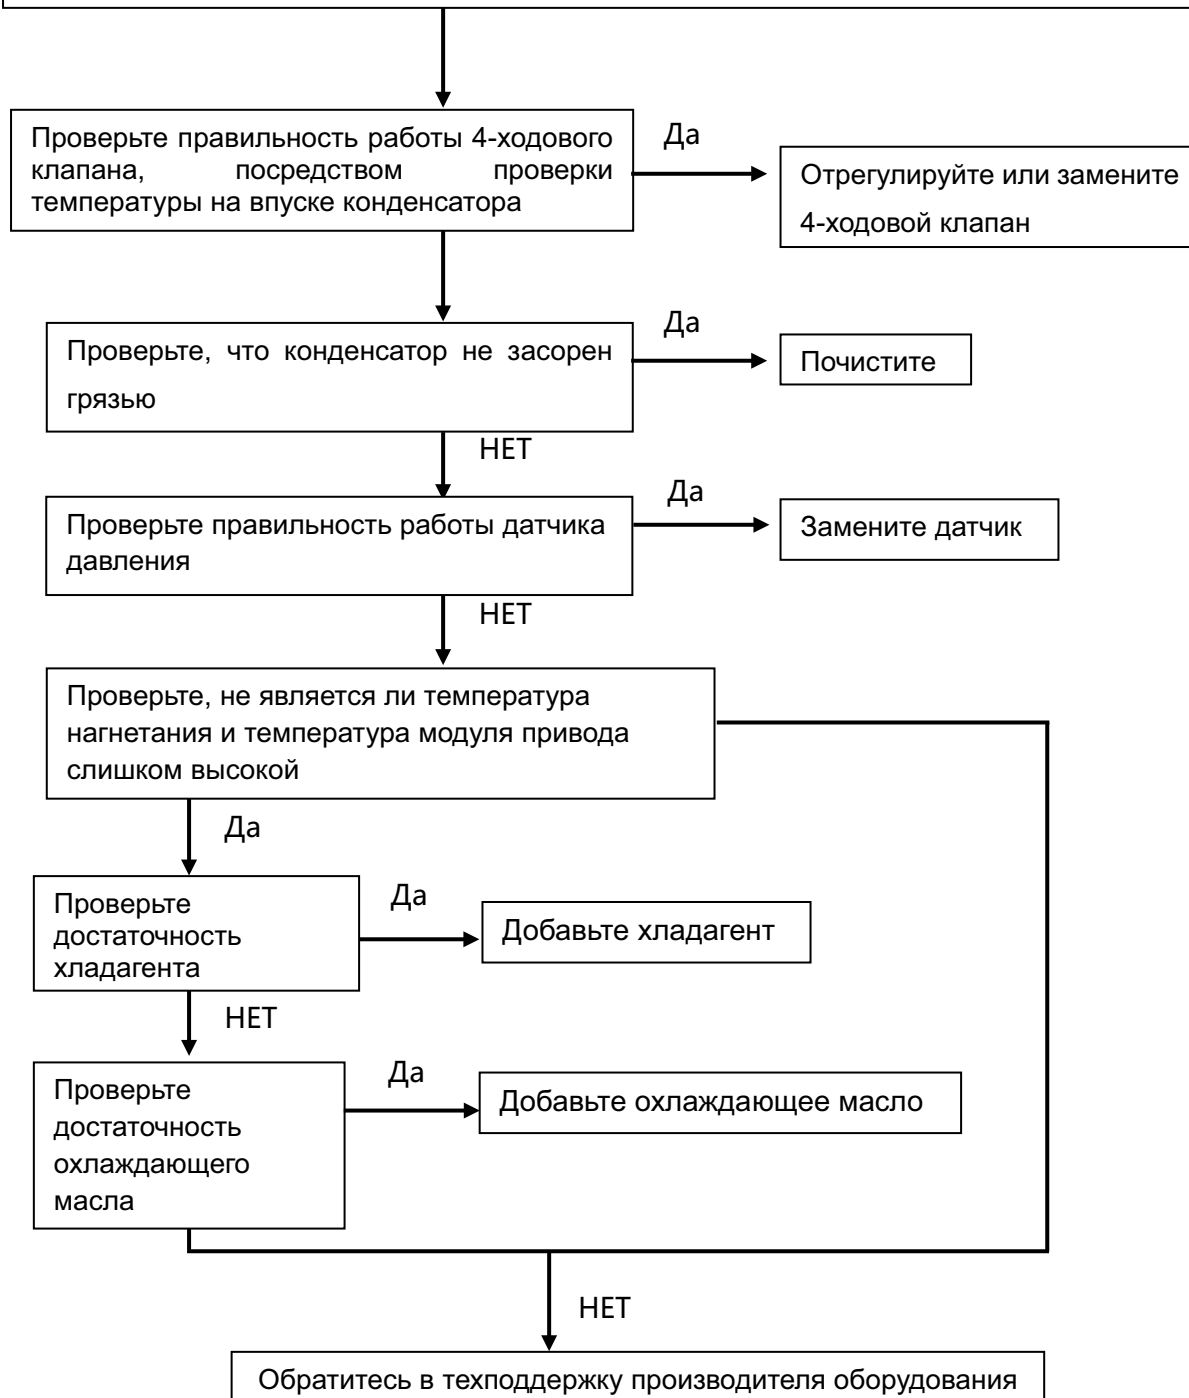 Проверьте правильность работы 4-ходового
клапана, посредством проверки
температуры на впуске конденсатора
Да
Отрегулируйте или замените
4-ходовой клапан
Проверьте, что конденсатор не засорен
грязью
Да
Почистите
НЕТ
Проверьте правильность работы датчика
давления
Да
Замените датчик
НЕТ
Проверьте, не является ли температура
нагнетания и температура модуля привода
слишком высокой
Да
Проверьте
достаточность
хладагента
Да
Добавьте хладагент
НЕТ
Проверьте
достаточность
охлаждающего
масла
Да
Добавьте охлаждающее масло
НЕТ
Обратитесь в техподдержку производителя оборудования